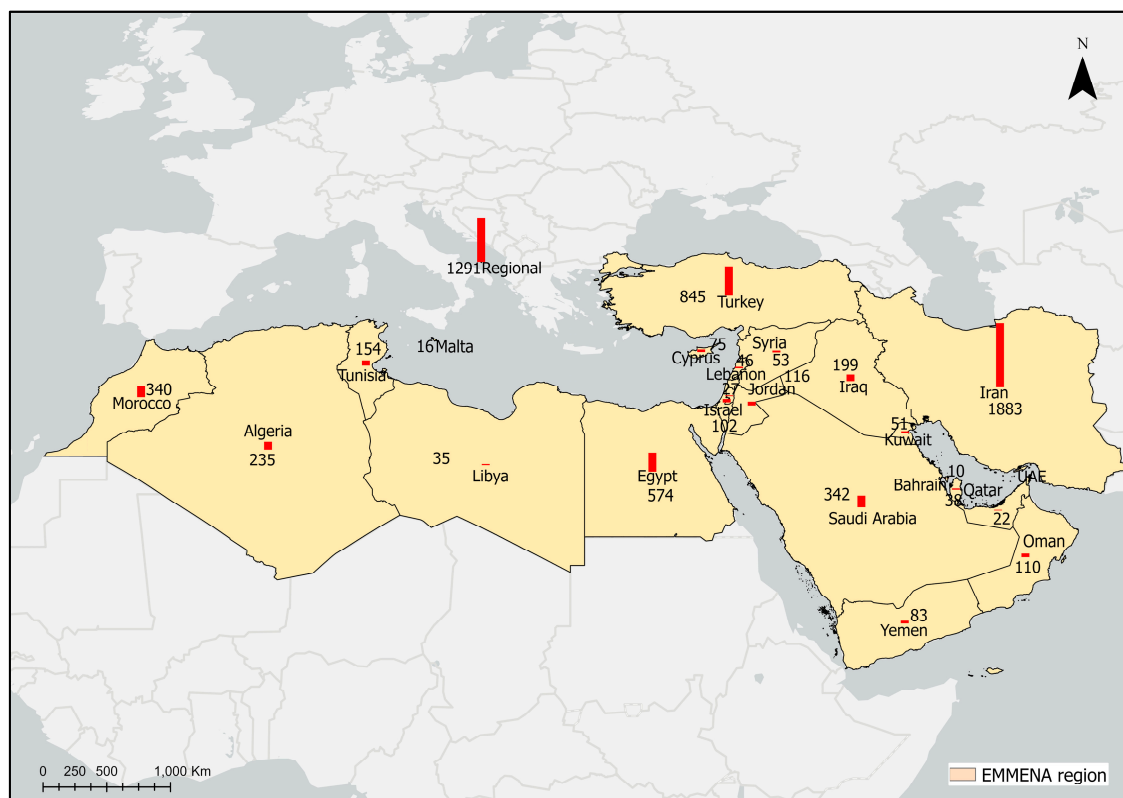 N
1291Regional
845
Turkey
16Malta
154
Tunisia
75
Cyprus
Syria
53
46
Lebanon
116
27
Jordan
Israel
102
199
Iraq
Iran
1883
340
Morocco
Algeria
235
35
Libya
Egypt
574
51
Kuwait
10
Bahrain
38
Qatar
UAE
22
342
Saudi Arabia
Oman
110
83
Yemen
0 250 500 1,000 Km
EMMENA region